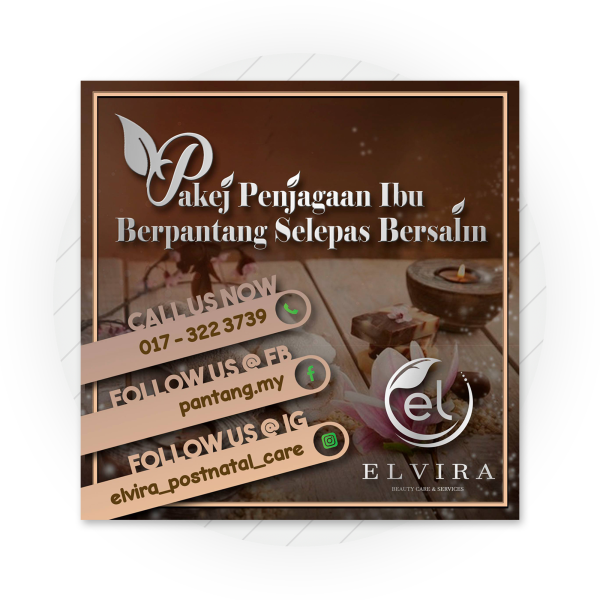 Pakej Penjagaan Ibu
Berpantang Selepas Bersalin
CALL US NOW
017 - 322 3739
FOLLOW US @ FB
pantang.my
FOLLOW US @ IG
elvira_postnatal_care
el
ELVIRA
BEAUTY CARE & SERVICES